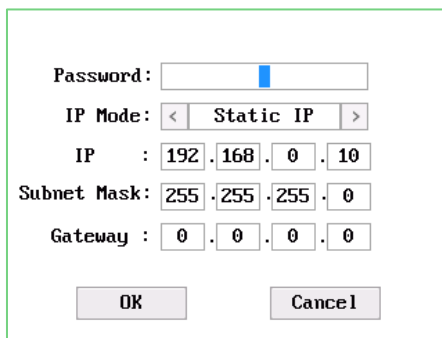 Password:
IP Mode: < Static IP >
IP : 192 . 168 . 0 . 10
Subnet Mask: 255 . 255 . 255 . 0
Gateway : 0 . 0 . 0 . 0
OK Cancel